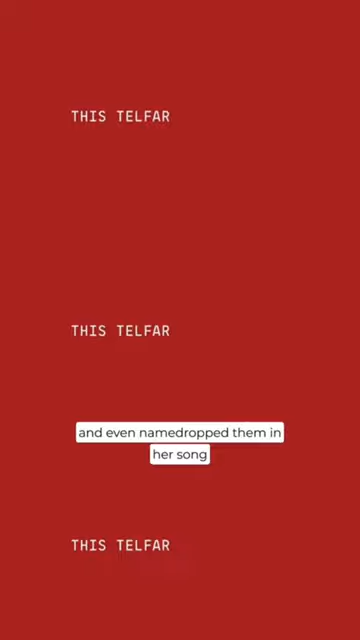 THIS TELFAR
THIS TELFAR
and even namedropped them in
her song
THIS TELFAR